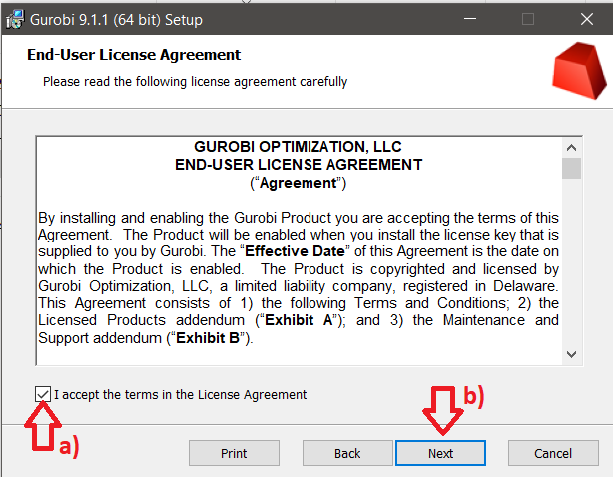 Gurobi 9.1.1 (64 bit) Setup
End-User License Agreement
Please read the following license agreement carefully
GUROBI OPTIMIZATION, LLC
END-USER LICENSE AGREEMENT
(“Agreement”)
By installing and enabling the Gurobi Procuct you are accepting the terms of this
Agreement. The Product will be enabled when you install the license key that is
supplied to you by Gurobi. The “Effective Date” of this Agreement is the date on
which the Product is enabled. The Product is copyrighted and licensed by
Gurobi Optimization, LLC, a limited liability company, registered in Delaware.
This Agreement consists of 1) the following Terms and Conditions; 2) the
Licensed Products addendum (“Exhibit A”); and 3) the Maintenance and
Support addendum (“Exhibit B”).
I accept the terms in the License Agreement
b)
a)
Print Back Next Cancel